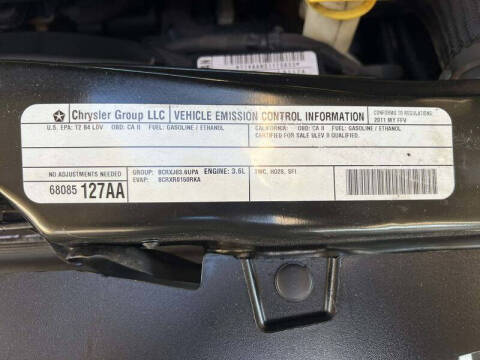 Chrysler Group LLC VEHICLE EMISSION CONTROL INFORMATION CONFORMS TO REGULATIONS: 2011 MY FFV
U.S. EPA: T2 B4 LDV OBD: CA II FUEL: GASOLINE / ETHANOL
CALIFORNIA: OBD: CA II FUEL: GASOLINE / ETHANOL
CERTIFIED FOR SALE ULEV II QUALIFIED
NO ADJUSTMENTS NEEDED
68085 127AA
GROUP: BCRXJ03.6UPA ENGINE: 3.6L
EVAP: BCRXR0150RKA
TWC, HO2S, SFI